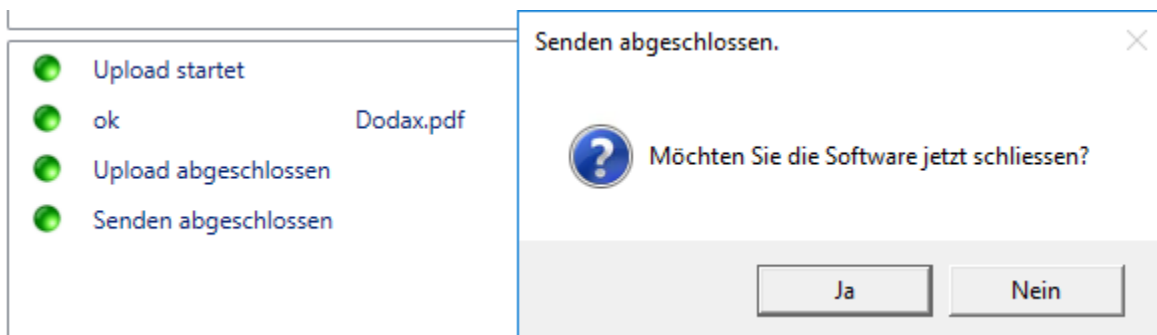 Upload startet
ok Dodax.pdf
Upload abgeschlossen
Senden abgeschlossen
Senden abgeschlossen.
Möchten Sie die Software jetzt schliessen?
Ja Nein